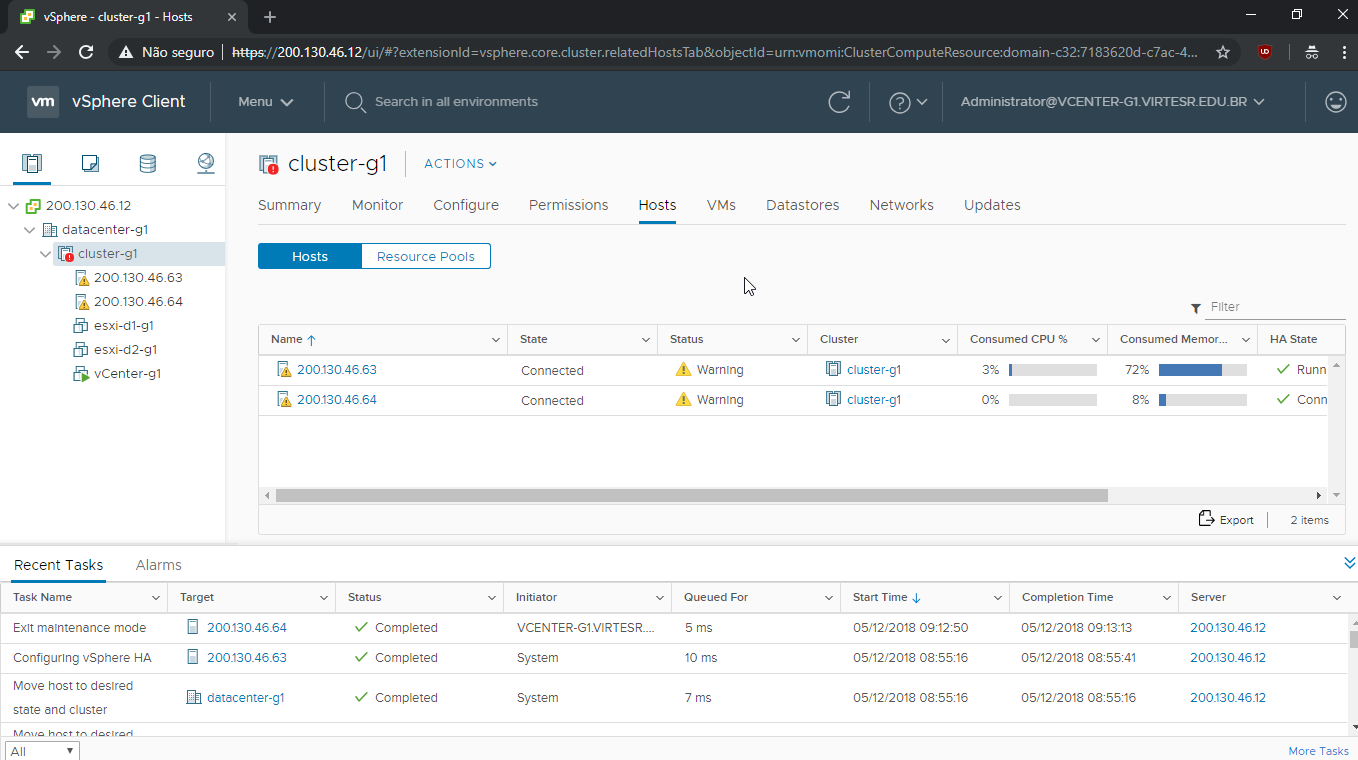 vSphere - cluster-g1 - Hosts
Não seguro https://200.130.46.12/ui/#?extensionId=vsphere.core.cluster.relatedHostsTab&objectId=urn:vmomi:ClusterComputeResource:domain-c32:7183620d-c7ac-4...
vm vSphere Client Menu Search in all environments Administrator@VCENTER-G1.VIRTESR.EDU.BR
cluster-g1 ACTIONS
Summary Monitor Configure Permissions Hosts VMs Datastores Networks Updates
200.130.46.12
datacenter-g1
cluster-g1
200.130.46.63
200.130.46.64
esxi-d1-g1
esxi-d2-g1
vCenter-g1
Hosts Resource Pools
Filter
Name State Status Cluster Consumed CPU % Consumed Memor... HA State
200.130.46.63 Connected Warning cluster-g1 3% 72% Runn
200.130.46.64 Connected Warning cluster-g1 0% 8% Conn
Export 2 items
Recent Tasks Alarms
Task Name Target Status Initiator Queued For Start Time Completion Time Server
Exit maintenance mode 200.130.46.64 Completed VCENTER-G1.VIRTESR.... 5 ms 05/12/2018 09:12:50 05/12/2018 09:13:13 200.130.46.12
Configuring vSphere HA 200.130.46.63 Completed System 10 ms 05/12/2018 08:55:16 05/12/2018 08:55:41 200.130.46.12
Move host to desired
state and cluster datacenter-g1 Completed System 7 ms 05/12/2018 08:55:16 05/12/2018 08:55:16 200.130.46.12
Move host to desired
All More Tasks